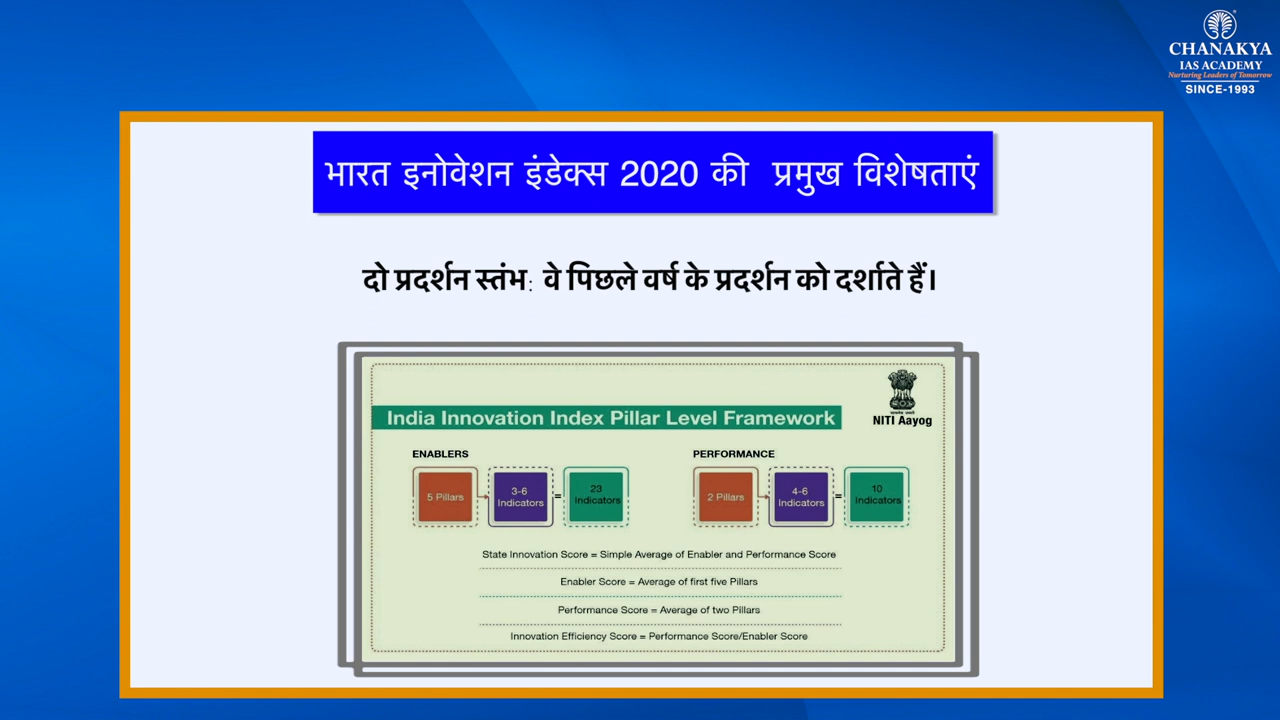 CHANAKYA
IAS ACADEMY
Nurturing Leaders of Tomorrow
SINCE-1993
भारत इनोवेशन इंडेक्स 2020 की प्रमुख विशेषताएं
दो प्रदर्शन स्तंभ: वे पिछले वर्ष के प्रदर्शन को दर्शाते हैं।
India Innovation Index Pillar Level Framework
NITI Aayog
ENABLERS
5 Pillars
3-6
Indicators
=
23
Indicators
PERFORMANCE
2 Pillars
4-6
Indicators
=
10
Indicators
State Innovation Score = Simple Average of Enabler and Performance Score
Enabler Score = Average of first five Pillars
Performance Score = Average of two Pillars
Innovation Efficiency Score = Performance Score/Enabler Score